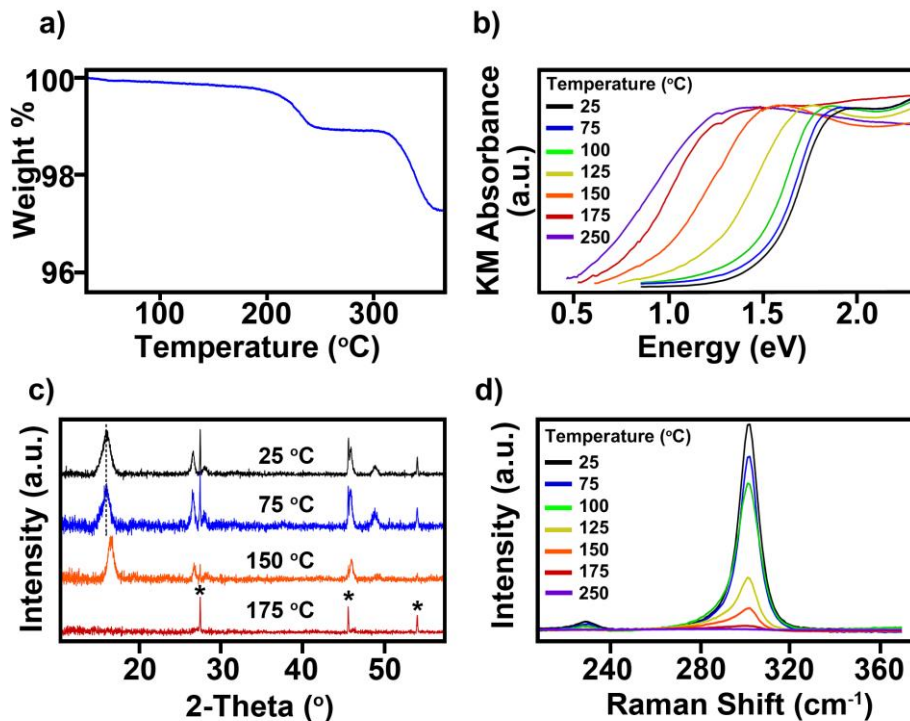 a)
100
98
96
Weight %
100
200
300
Temperature (°C)
b)
Temperature (°C)
25
75
100
125
150
175
250
KM Absorbance
(a.u.)
0.5
1.0
1.5
2.0
Energy (eV)
c)
25 °C
75 °C
150 °C
175 °C
*
*
*
Intensity (a.u.)
20
30
40
50
2-Theta (°)
d)
Temperature (°C)
25
75
100
125
150
175
250
Intensity (a.u.)
240
280
320
360
Raman Shift (cm⁻¹)